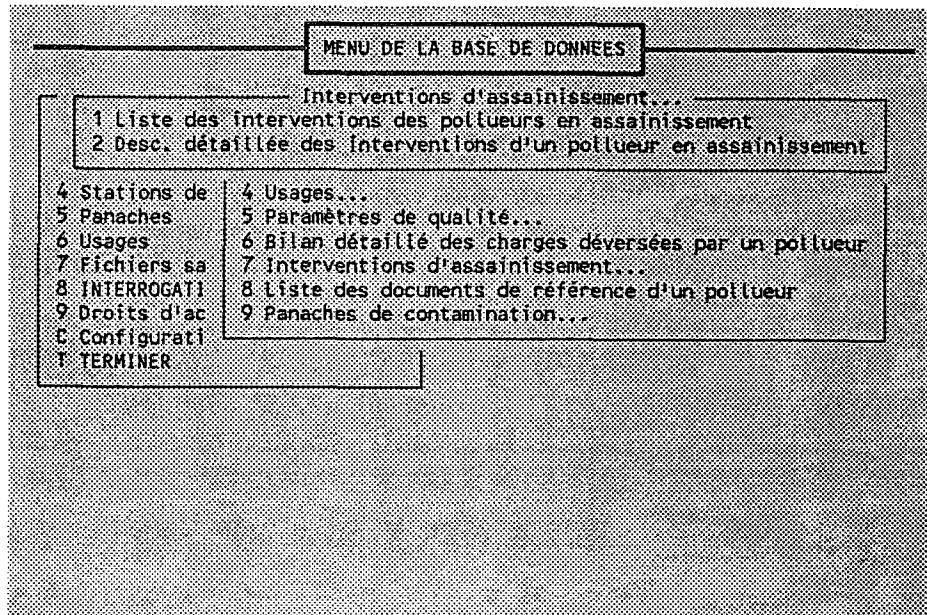 MENU DE LA BASE DE DONNEES
Interventions d'assainissement...
1 Liste des interventions des pollueurs en assainissement
2 Desc. détaillée des interventions d'un pollueur en assainissement
4 Stations de
5 Panaches
6 Usages
7 Fichiers sa
8 INTERROGATI
9 Droits d'ac
C Configurati
T TERMINER
4 Usages...
5 Paramètres de qualité...
6 Bilan détaillé des charges déversées par un pollueur
7 Interventions d'assainissement...
8 Liste des documents de référence d'un pollueur
9 Panaches de contamination...